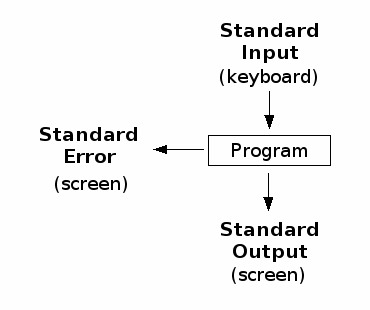 Standard
Input
(keyboard)
Standard
Error
(screen)
Program
Standard
Output
(screen)